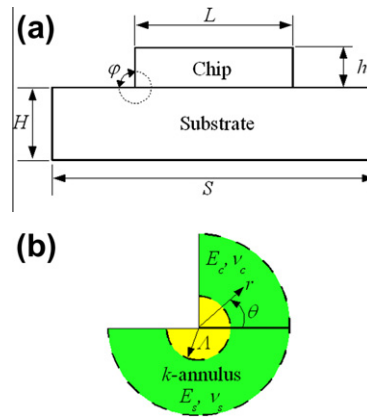 (a)
L
φ
Chip
h
H
Substrate
S
(b)
E_c, ν_c
r
θ
Λ
k-annulus
E_s, ν_s